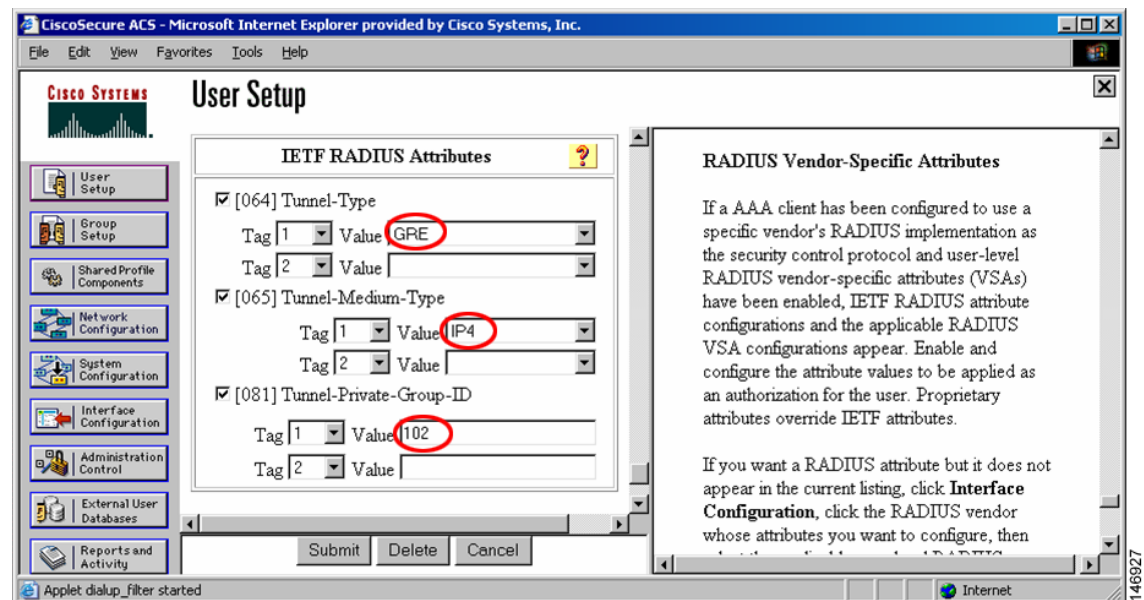 CiscoSecure ACS - Microsoft Internet Explorer provided by Cisco Systems, Inc.
File Edit View Favorites Tools Help
CISCO SYSTEMS
User Setup
User Setup
Group Setup
Shared Profile Components
Network Configuration
System Configuration
Interface Configuration
Administration Control
External User Databases
Reports and Activity
IETF RADIUS Attributes ?
[064] Tunnel-Type
Tag 1 Value GRE
Tag 2 Value
[065] Tunnel-Medium-Type
Tag 1 Value IP4
Tag 2 Value
[081] Tunnel-Private-Group-ID
Tag 1 Value 102
Tag 2 Value
Submit Delete Cancel
RADIUS Vendor-Specific Attributes
If a AAA client has been configured to use a
specific vendor's RADIUS implementation as
the security control protocol and user-level
RADIUS vendor-specific attributes (VSAs)
have been enabled, IETF RADIUS attribute
configurations and the applicable RADIUS
VSA configurations appear. Enable and
configure the attribute values to be applied as
an authorization for the user. Proprietary
attributes override IETF attributes.
If you want a RADIUS attribute but it does not
appear in the current listing, click Interface
Configuration, click the RADIUS vendor
whose attributes you want to configure, then
Applet dialup_filter started
Internet
146927